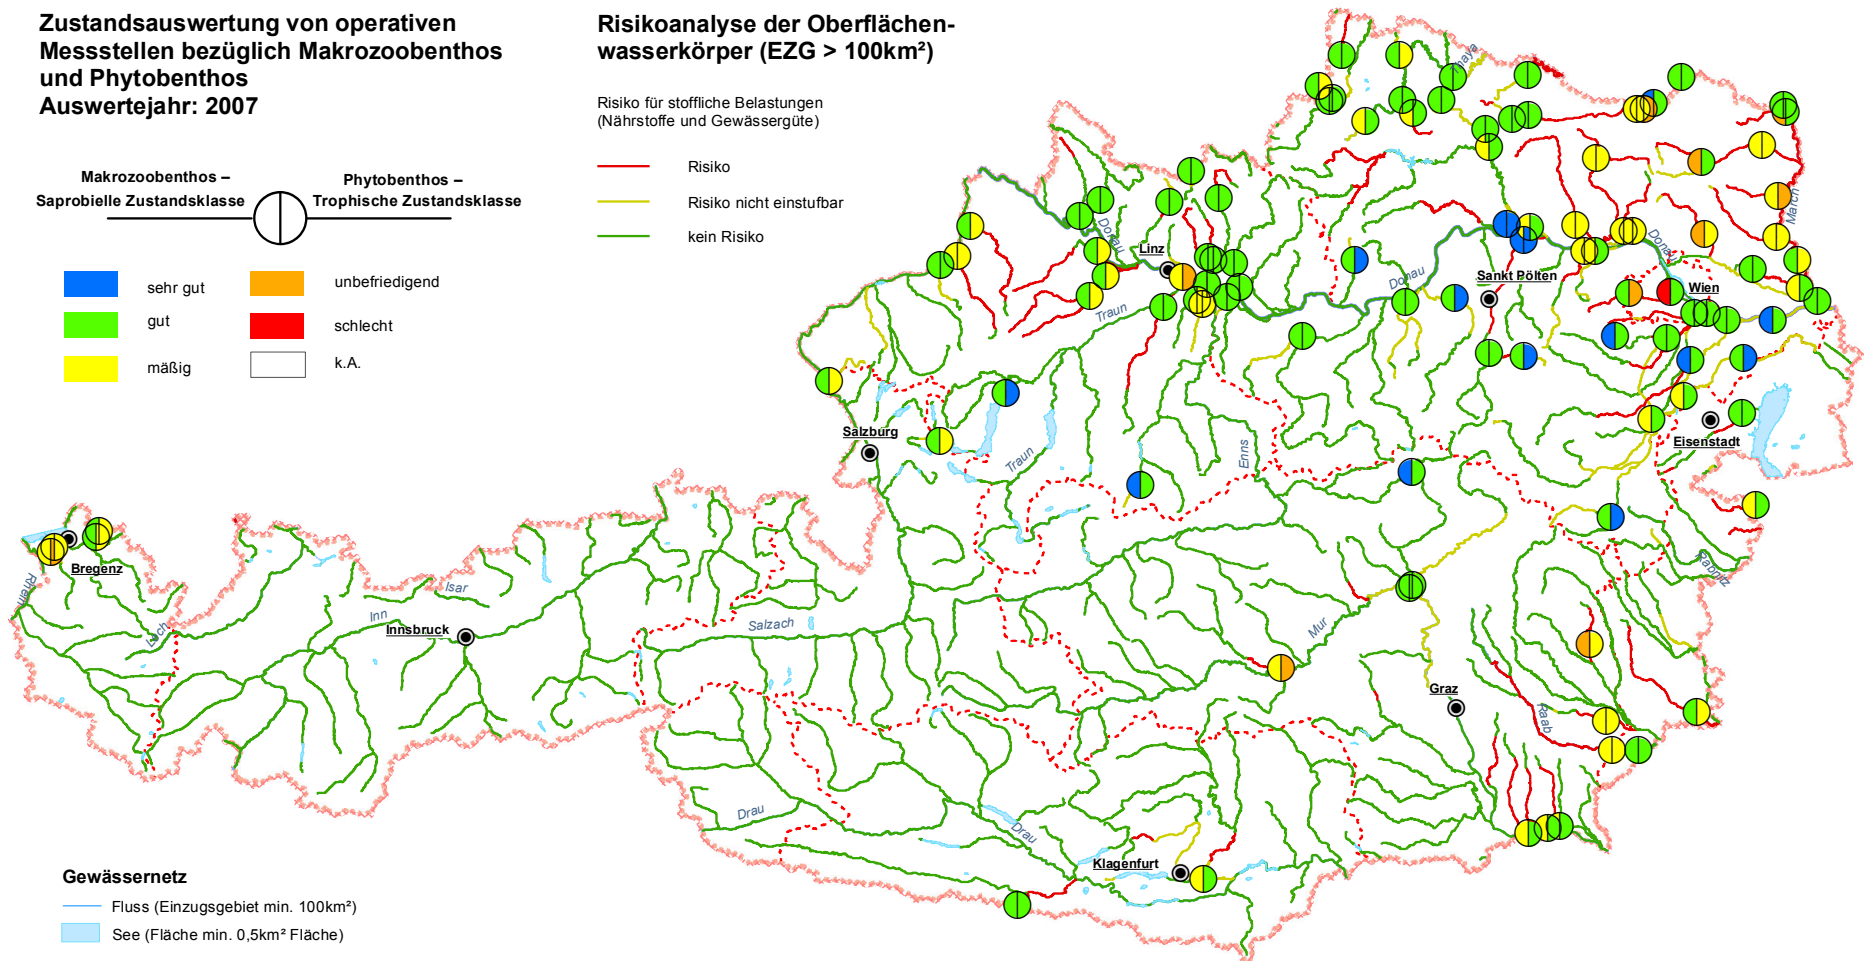 Zustandsauswertung von operativen
Messstellen bezüglich Makrozoobenthos
und Phytobenthos
Auswertejahr: 2007
Makrozoobenthos –
Saprobielle Zustandsklasse
Phytobenthos –
Trophische Zustandsklasse
sehr gut
gut
mäßig
unbefriedigend
schlecht
k.A.
Risikoanalyse der Oberflächen-
wasserkörper (EZG > 100km²)
Risiko für stoffliche Belastungen
(Nährstoffe und Gewässergüte)
Risiko
Risiko nicht einstufbar
kein Risiko
Thaya
March
Donau
Linz
Donau
Donau
Sankt Pölten
Wien
Traun
Salzburg
Traun
Enns
Eisenstadt
Bregenz
Rhein
Lech
Inn
Isar
Innsbruck
Salzach
Mur
Rabnitz
Graz
Raab
Drau
Drau
Klagenfurt
Gewässernetz
Fluss (Einzugsgebiet min. 100km²)
See (Fläche min. 0,5km² Fläche)